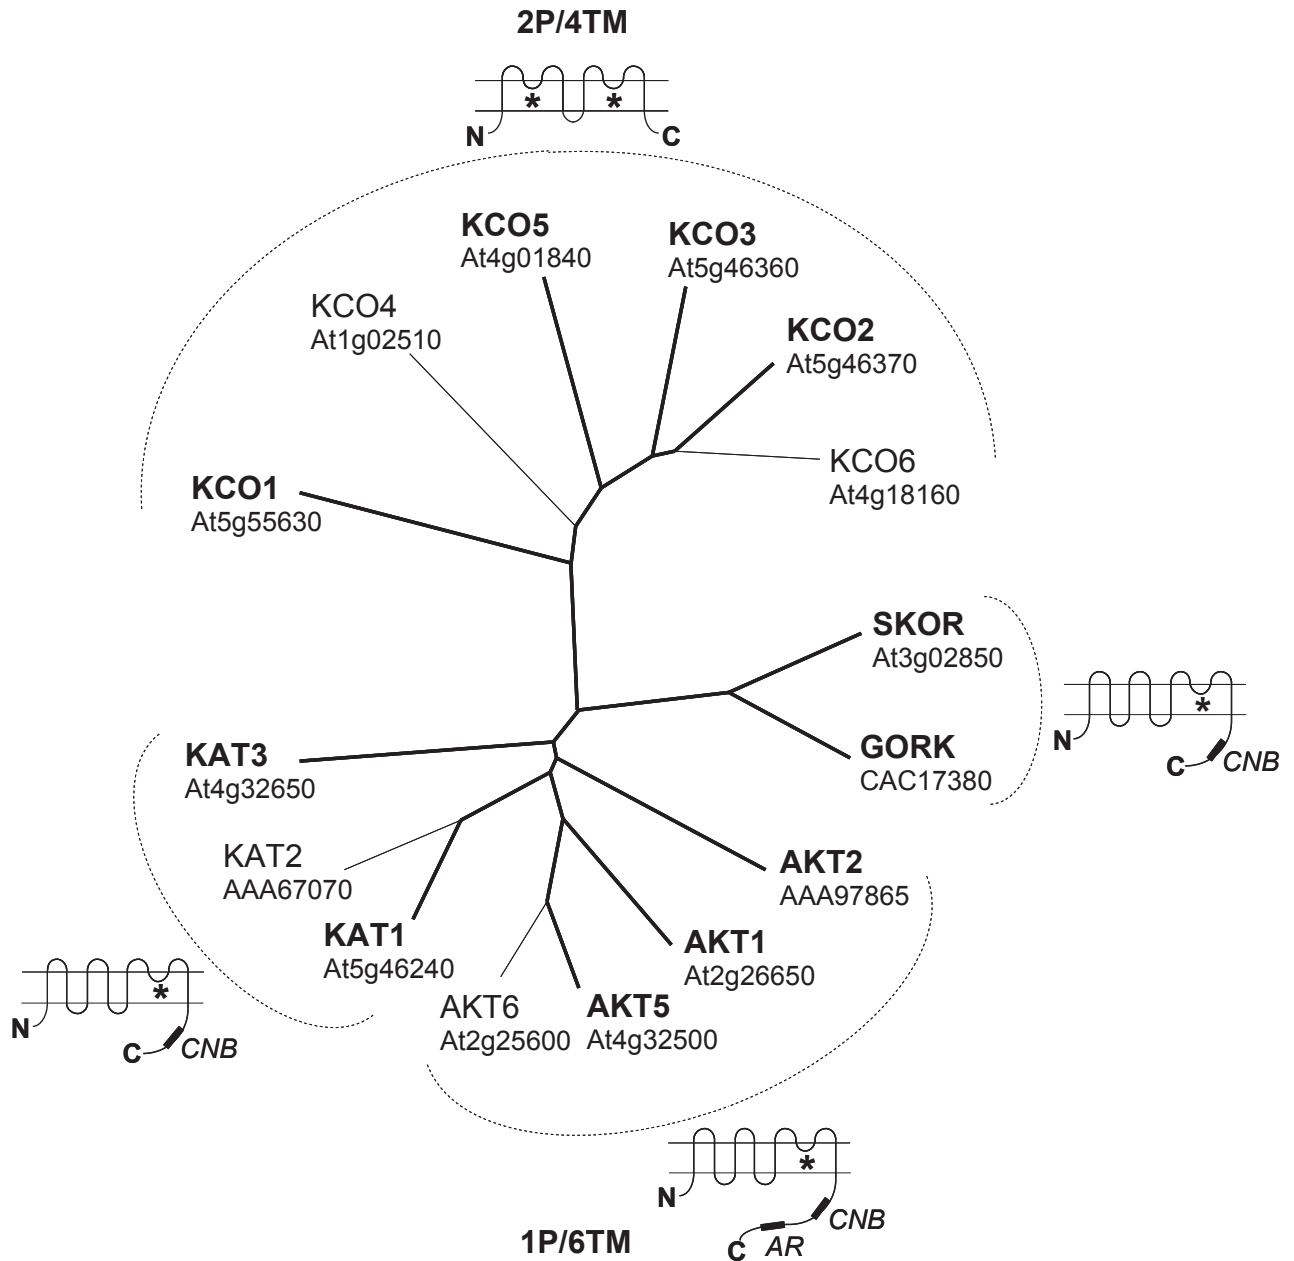 2P/4TM
*
*
N
C
KCO5
At4g01840
KCO3
At5g46360
KCO4
At1g02510
KCO2
At5g46370
KCO6
At4g18160
KCO1
At5g55630
SKOR
At3g02850
*
N
C
CNB
GORK
CAC17380
KAT3
At4g32650
KAT2
AAA67070
AKT2
AAA97865
KAT1
At5g46240
AKT1
At2g26650
*
N
C
CNB
AKT6
At2g25600
AKT5
At4g32500
*
N
CNB
C
AR
1P/6TM